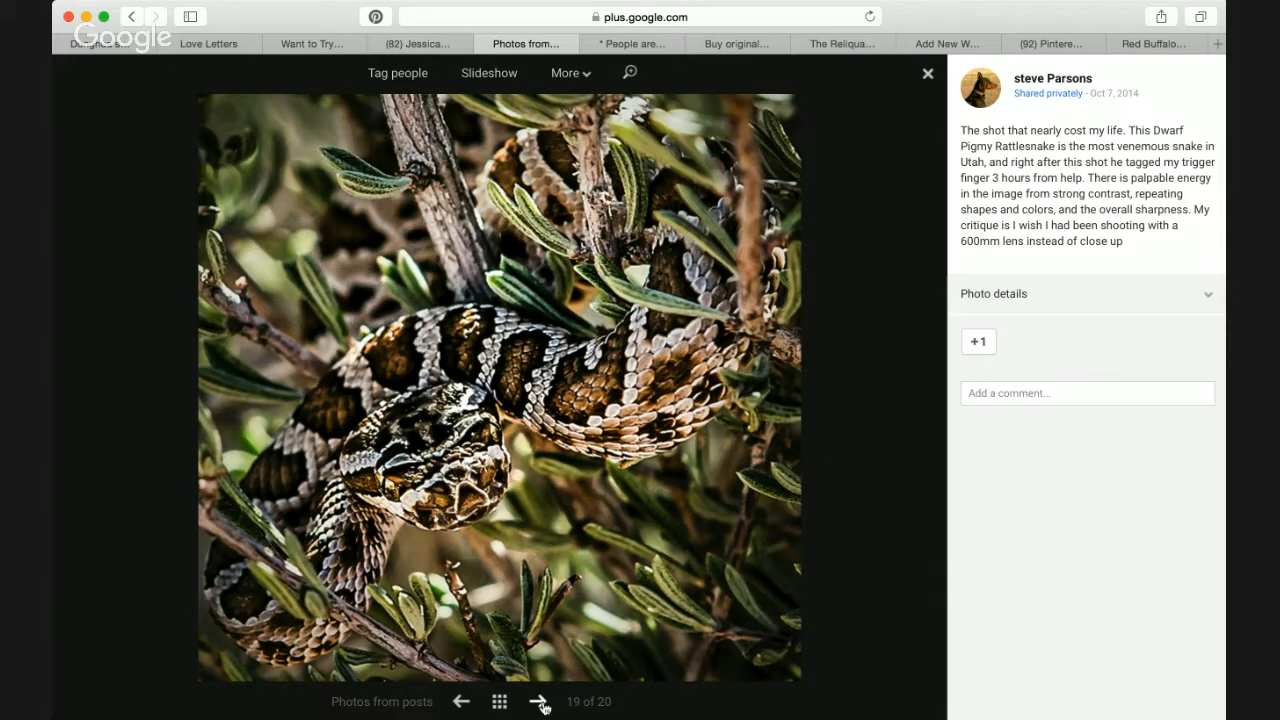 plus.google.com
Google
Love Letters
Want to Try...
(82) Jessica...
Photos from...
* People are...
Buy original...
The Reliqua...
Add New W...
(92) Pintere...
Red Buffalo...
Tag people
Slideshow
More
steve Parsons
Shared privately - Oct 7, 2014
The shot that nearly cost my life. This Dwarf
Pigmy Rattlesnake is the most venemous snake in
Utah, and right after this shot he tagged my trigger
finger 3 hours from help. There is palpable energy
in the image from strong contrast, repeating
shapes and colors, and the overall sharpness. My
critique is I wish I had been shooting with a
600mm lens instead of close up
Photo details
+1
Add a comment...
Photos from posts
19 of 20